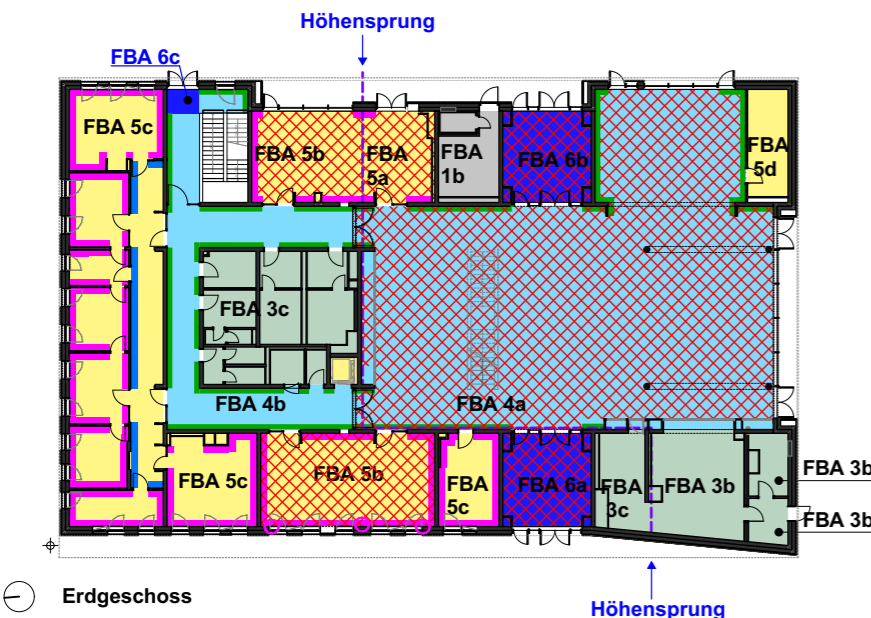 Höhensprung
FBA 6c
FBA 5c
FBA 5b
FBA
5a
FBA
1b
FBA 6b
FBA
5d
FBA 3c
FBA 4b
FBA 4a
FBA 5c
FBA 5b
FBA
5c
FBA 6a
FBA
3c
FBA 3b
FBA 3b
FBA 3b
Erdgeschoss
Höhensprung